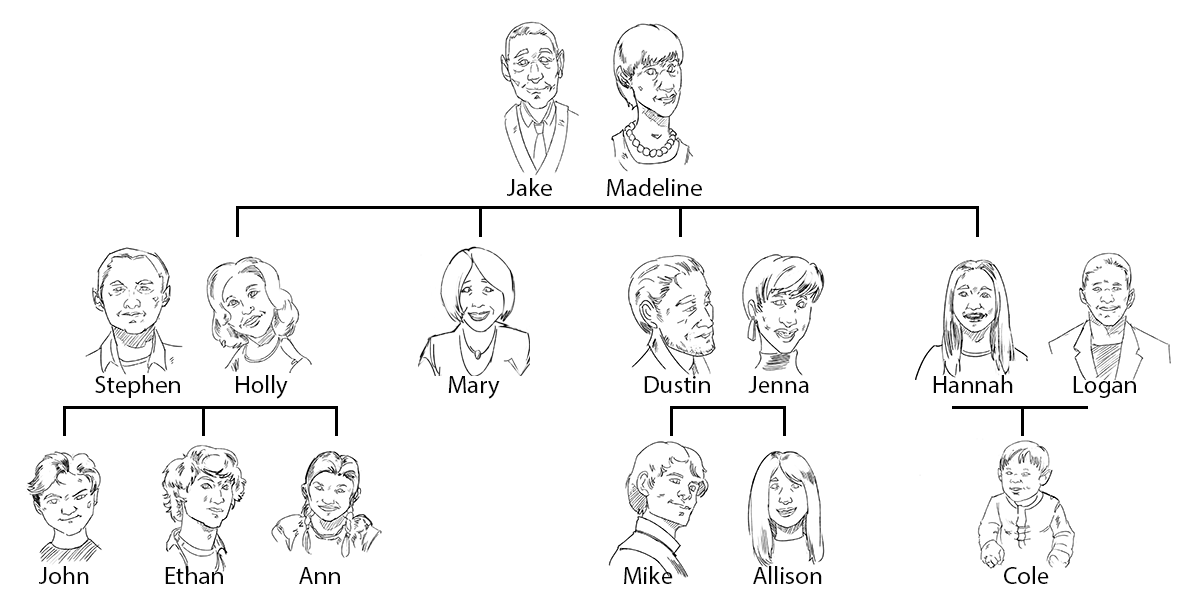 Jake Madeline
Stephen Holly Mary Dustin Jenna Hannah Logan
John Ethan Ann Mike Allison Cole